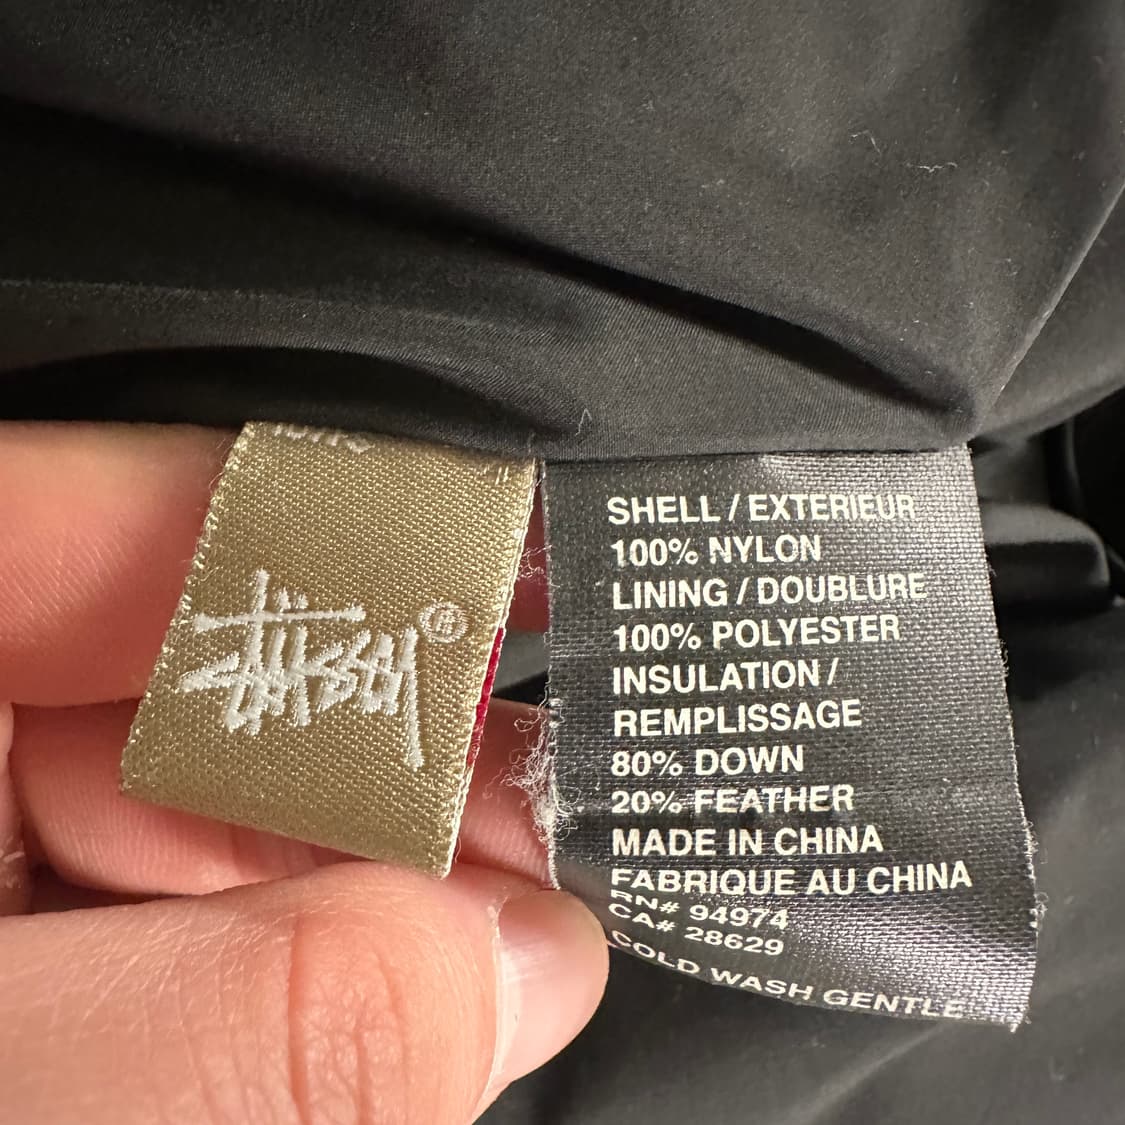 Stüssy ®
SHELL / EXTERIEUR
100% NYLON
LINING / DOUBLURE
100% POLYESTER
INSULATION /
REMPLISSAGE
80% DOWN
20% FEATHER
MADE IN CHINA
FABRIQUE AU CHINA
RN# 94974
CA# 28629
COLD WASH GENTLE